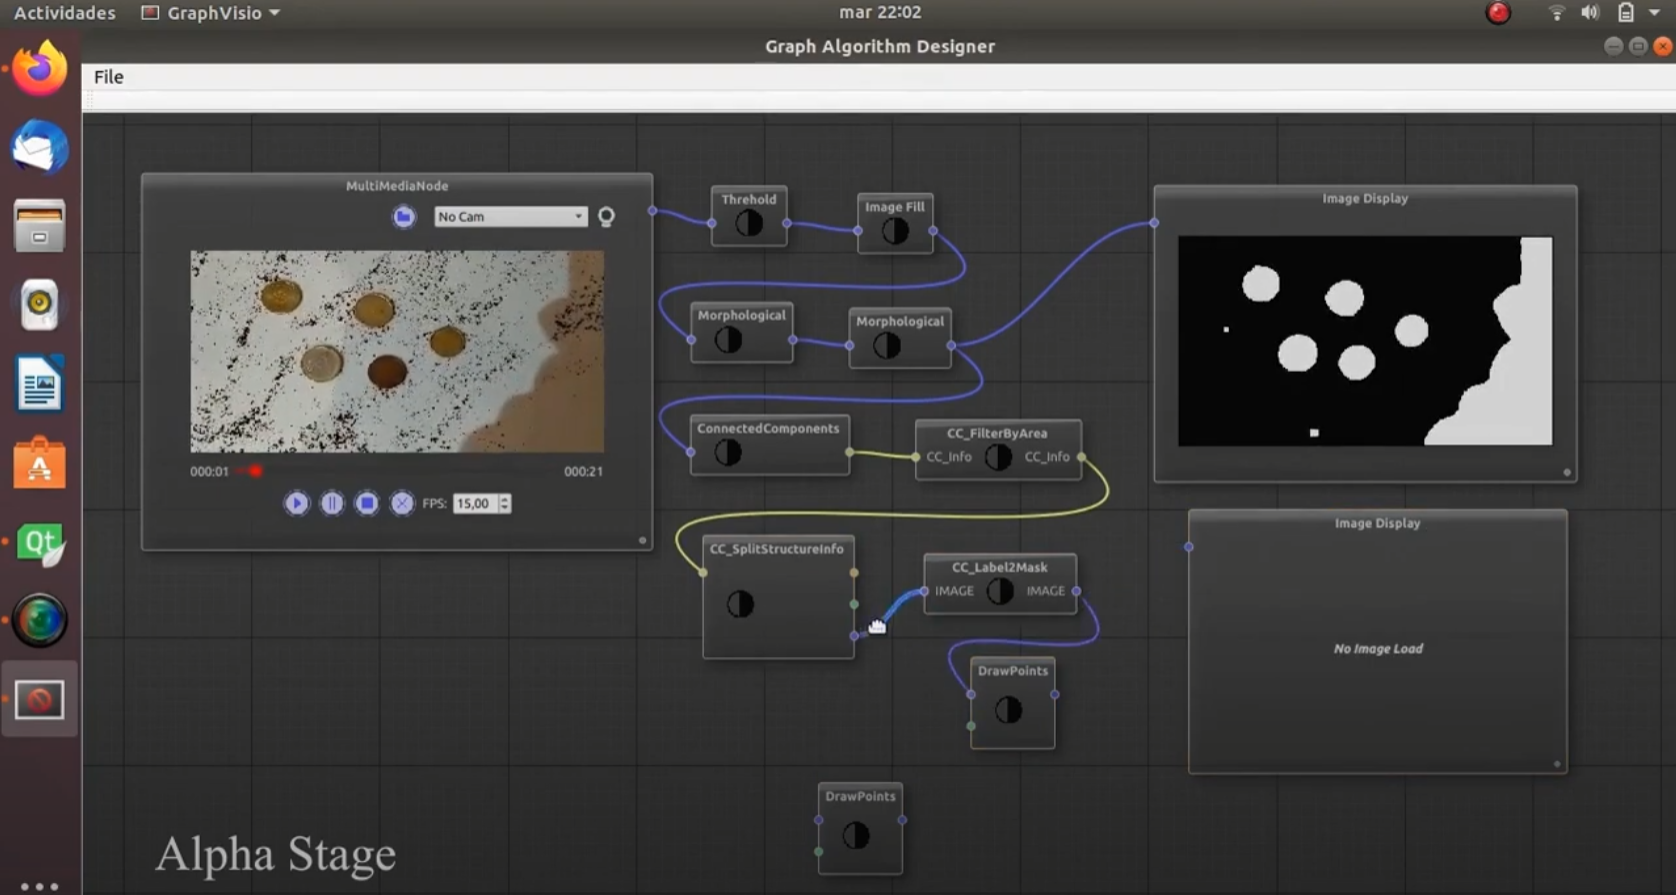 Actividades GraphVisio mar 22:02
Graph Algorithm Designer
File
MultiMediaNode
No Cam
000:01 000:21
FPS: 15,00
Threhold
Image Fill
Morphological
Morphological
ConnectedComponents
CC_FilterByArea
CC_Info CC_Info
CC_SplitStructureInfo
CC_Label2Mask
IMAGE IMAGE
DrawPoints
DrawPoints
Image Display
Image Display
No Image Load
Qt
Alpha Stage